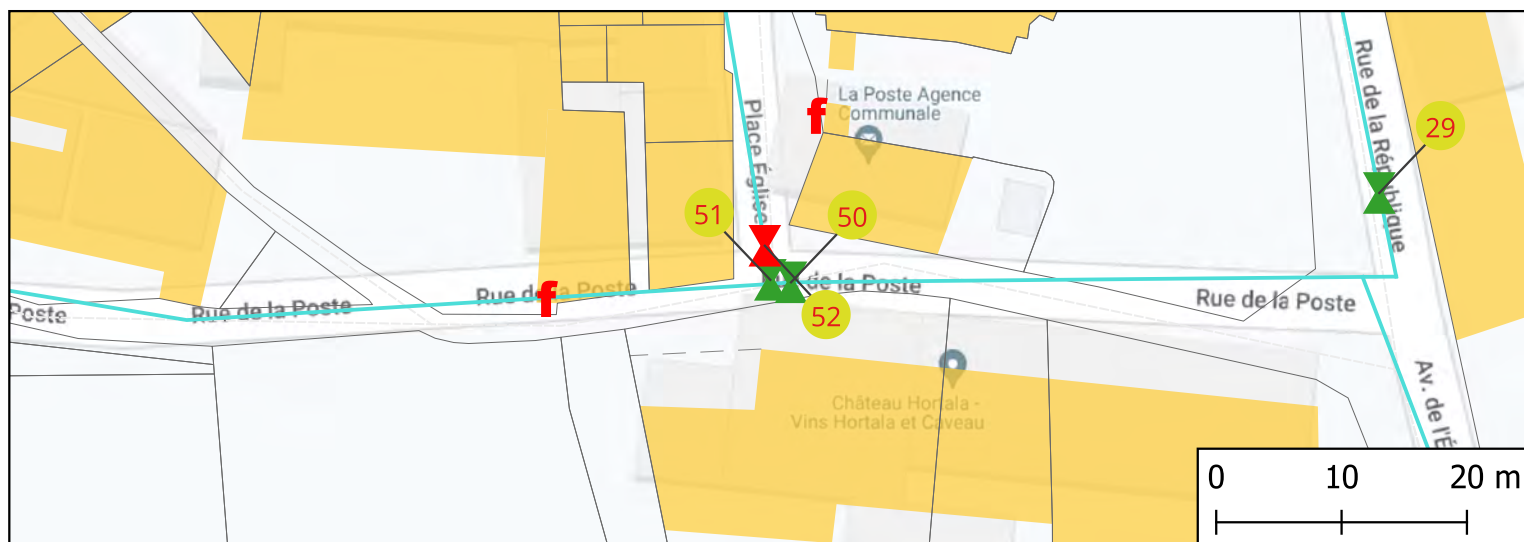 Rue de la République
La Poste Agence
Communale
f
Place Église
29
51
50
de la Poste
Rue de la Poste
f
Rue de la Poste
Rue de la Poste
Poste
52
Av. de l'É
Château Hortala -
Vins Hortala et Caveau
0 10 20 m